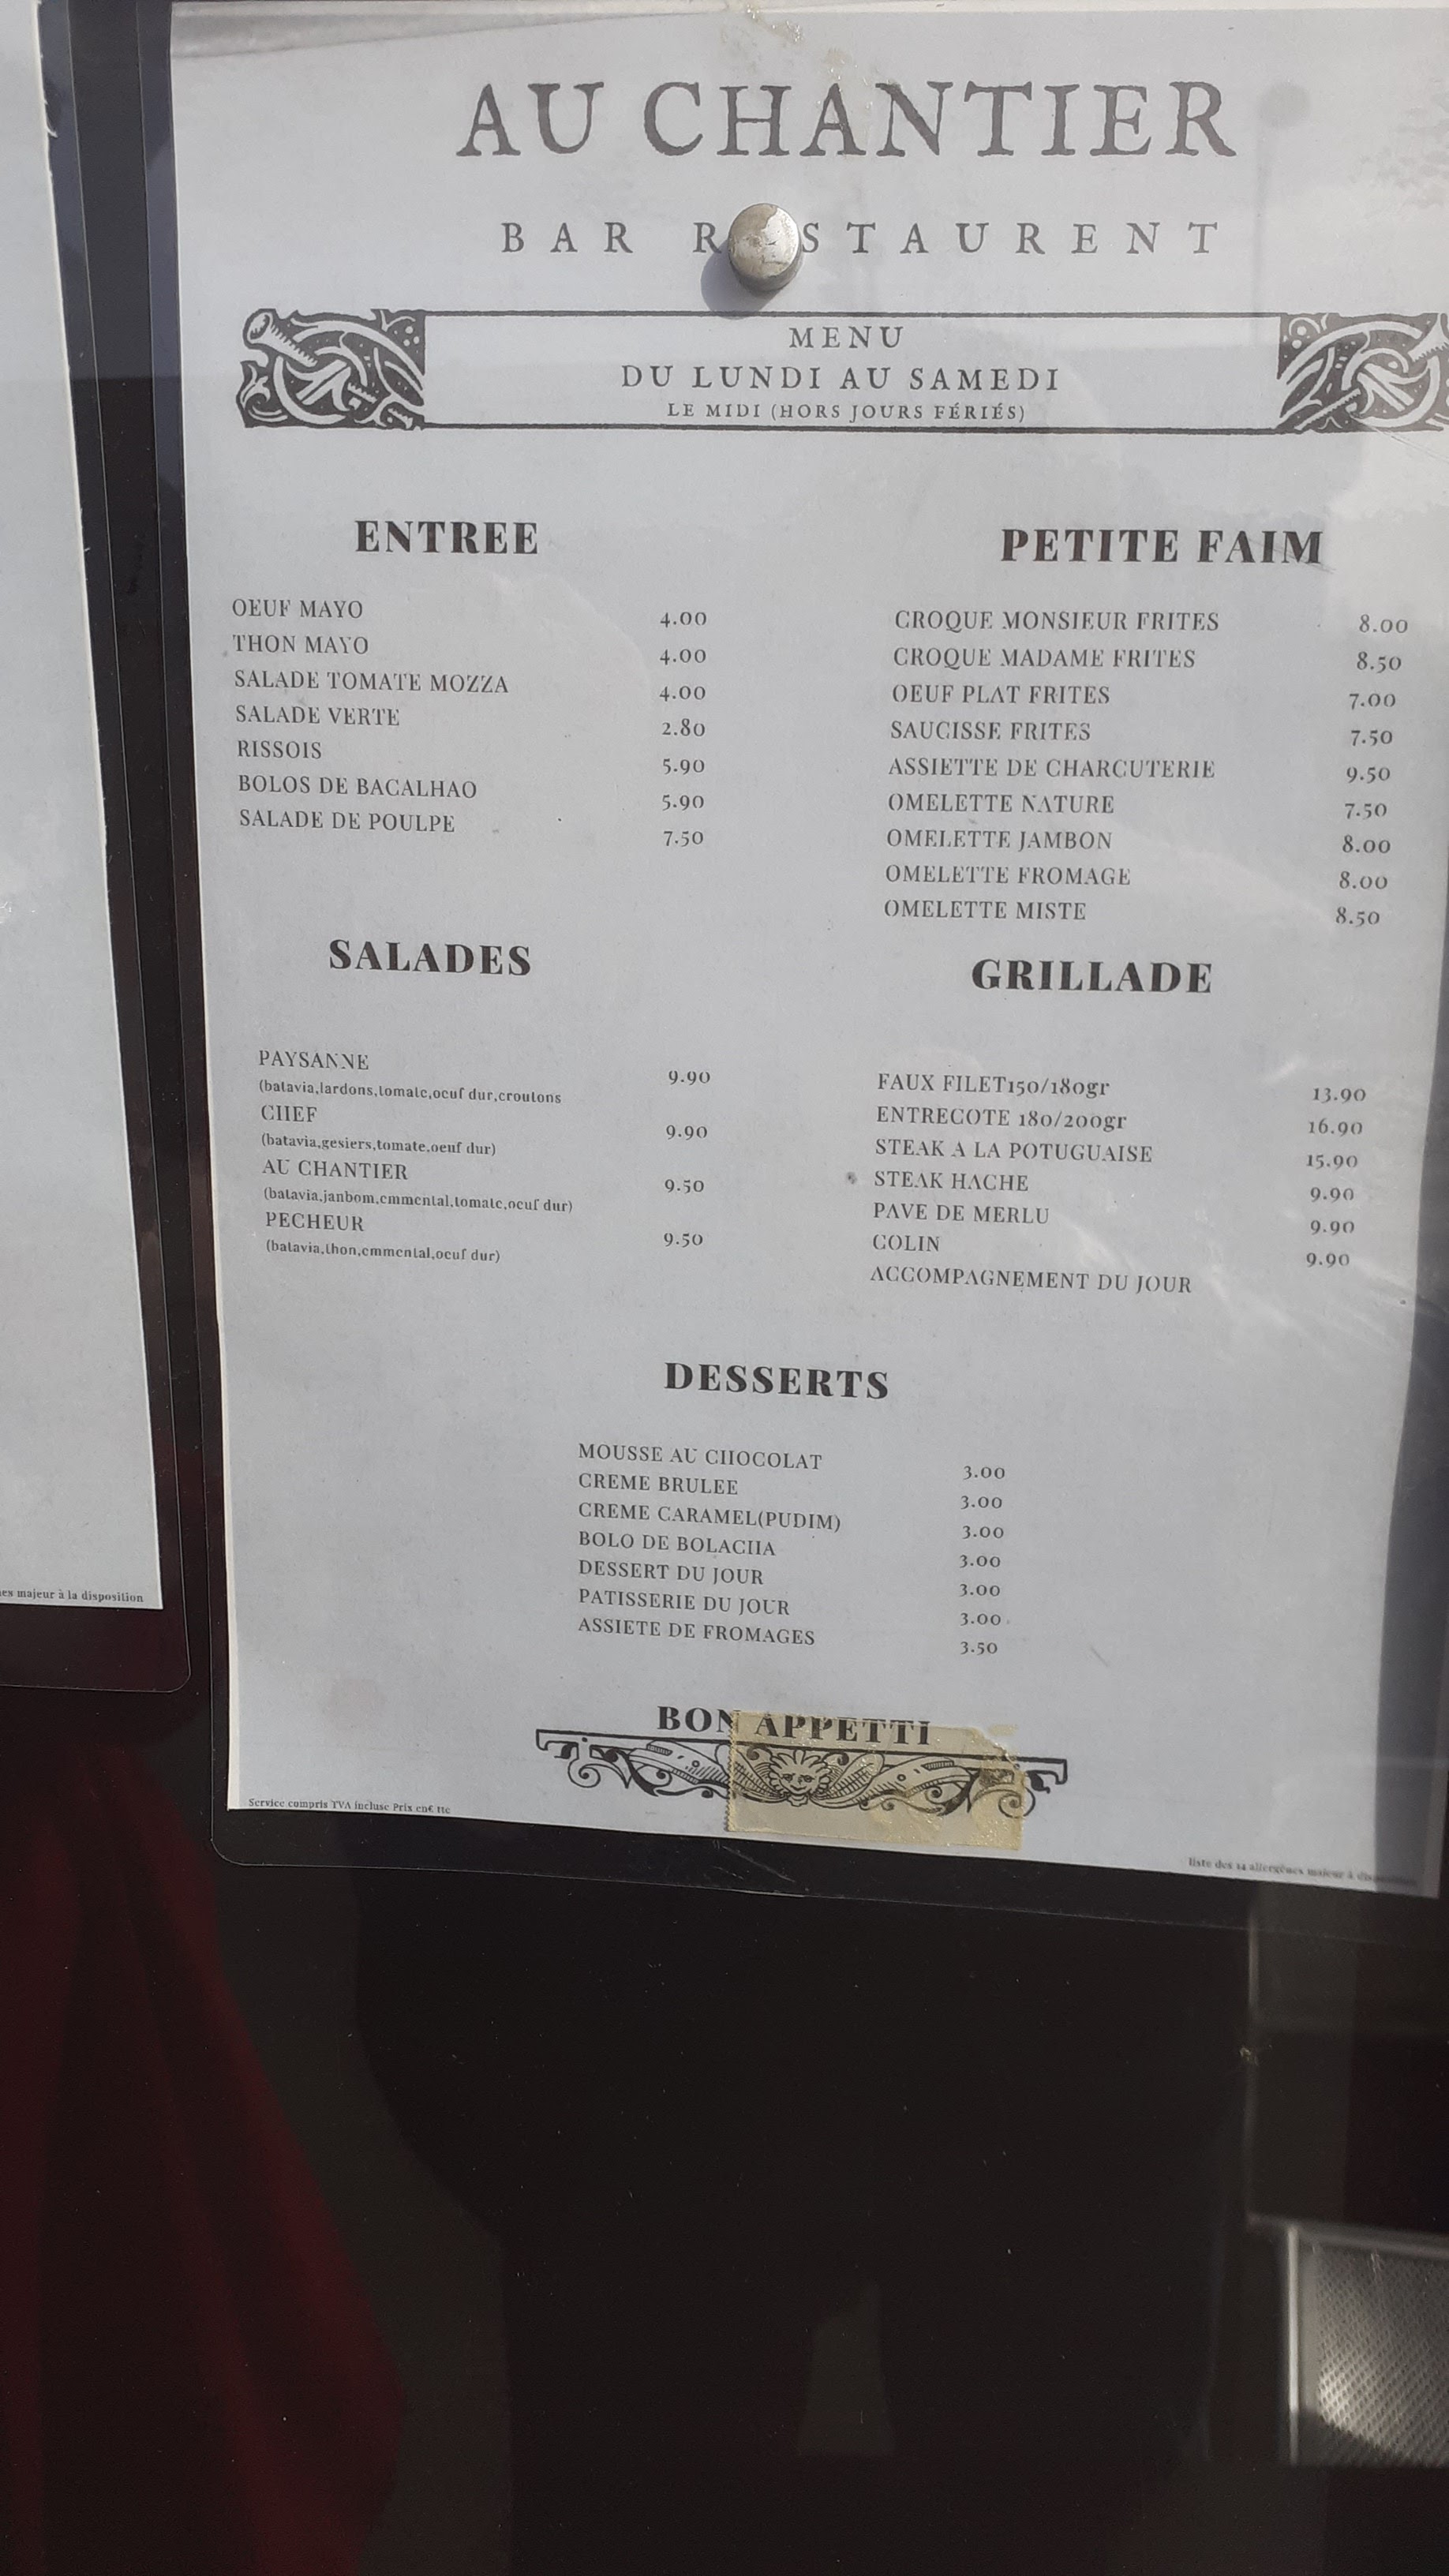 AU CHANTIER
BAR R STAURENT
MENU
DU LUNDI AU SAMEDI
LE MIDI (HORS JOURS FÉRIÉS)
ENTREE
OEUF MAYO 4.00
THON MAYO 4.00
SALADE TOMATE MOZZA 4.00
SALADE VERTE 2.80
RISSOIS 5.90
BOLOS DE BACALHAO 5.90
SALADE DE POULPE 7.50
PETITE FAIM
CROQUE MONSIEUR FRITES 8.00
CROQUE MADAME FRITES 8.50
OEUF PLAT FRITES 7.00
SAUCISSE FRITES 7.50
ASSIETTE DE CHARCUTERIE 9.50
OMELETTE NATURE 7.50
OMELETTE JAMBON 8.00
OMELETTE FROMAGE 8.00
OMELETTE MISTE 8.50
SALADES
PAYSANNE 9.90
(batavia,lardons,tomate,oeuf dur,croutons
CHEF 9.90
(batavia,gesiers,tomate,oeuf dur)
AU CHANTIER 9.50
(batavia,janbom,emmental,tomate,oeuf dur)
PECHEUR 9.50
(batavia,thon,emmental,oeuf dur)
GRILLADE
FAUX FILET150/180gr 13.90
ENTRECOTE 180/200gr 16.90
STEAK A LA POTUGUAISE 15.90
STEAK HACHE 9.90
PAVE DE MERLU 9.90
COLIN 9.90
ACCOMPAGNEMENT DU JOUR
DESSERTS
MOUSSE AU CHOCOLAT 3.00
CREME BRULEE 3.00
CREME CARAMEL(PUDIM) 3.00
BOLO DE BOLACHA 3.00
DESSERT DU JOUR 3.00
PATISSERIE DU JOUR 3.00
ASSIETE DE FROMAGES 3.50
BON APPETTI
Service compris TVA incluse Prix en€ ttc
liste des 14 allergènes majeur à
es majeur à la disposition